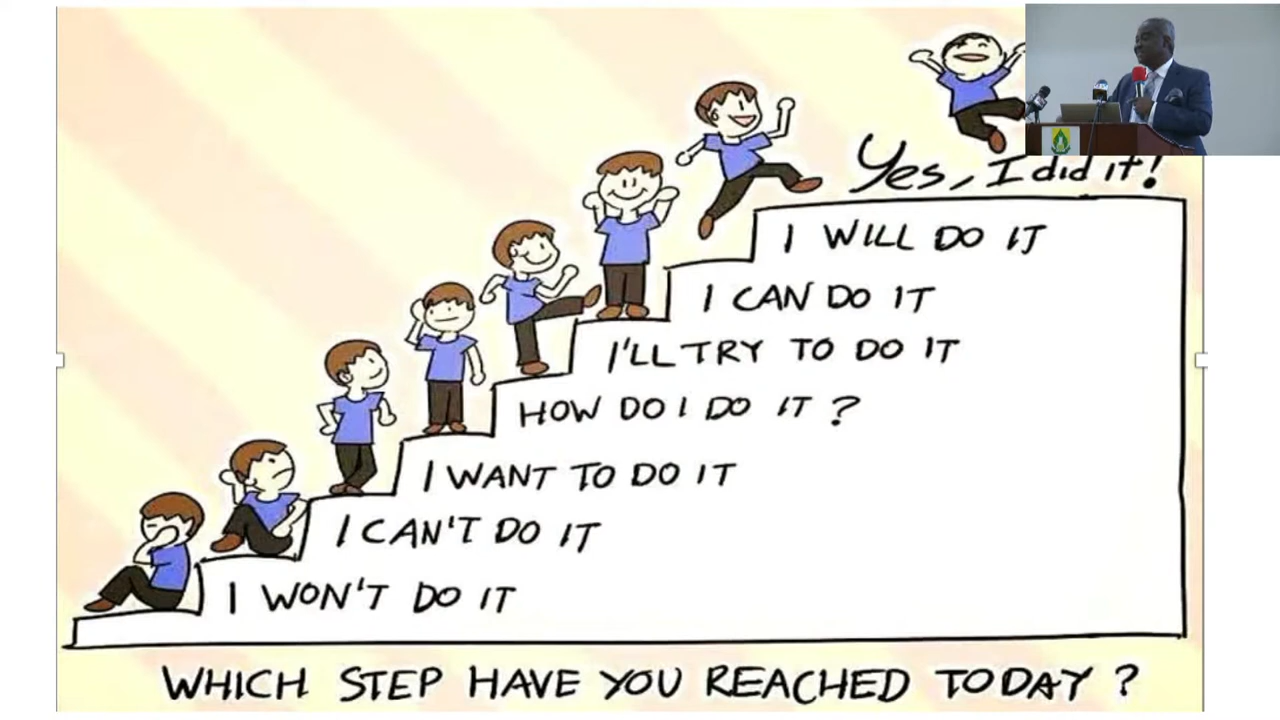 Yes, I did it!
I WILL DO IT
I CAN DO IT
I'LL TRY TO DO IT
HOW DO I DO IT ?
I WANT TO DO IT
I CAN'T DO IT
I WON'T DO IT
WHICH STEP HAVE YOU REACHED TODAY ?